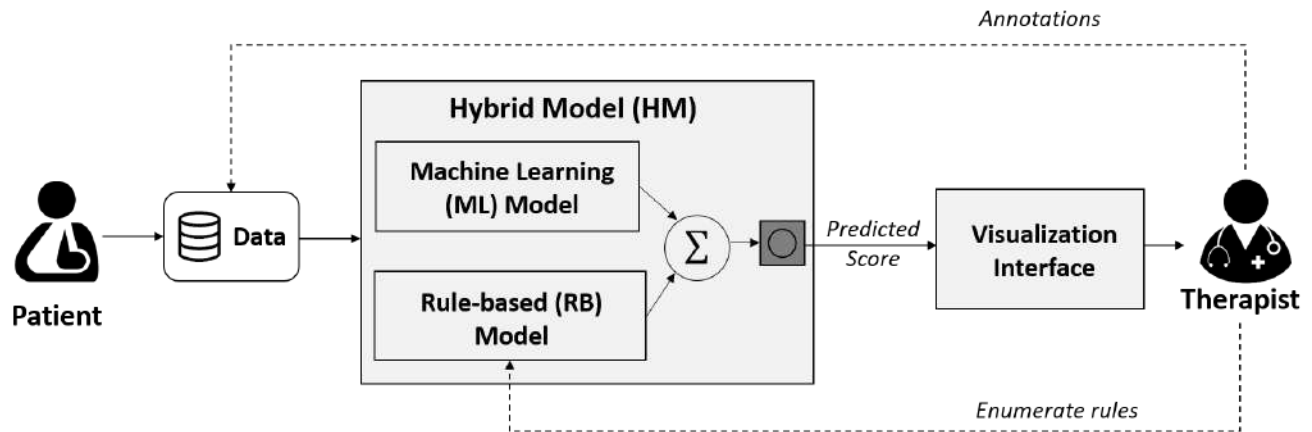 Annotations
Hybrid Model (HM)
Machine Learning
(ML) Model
Data
Σ
Predicted
Score
Visualization
Interface
Patient
Rule-based (RB)
Model
Therapist
Enumerate rules